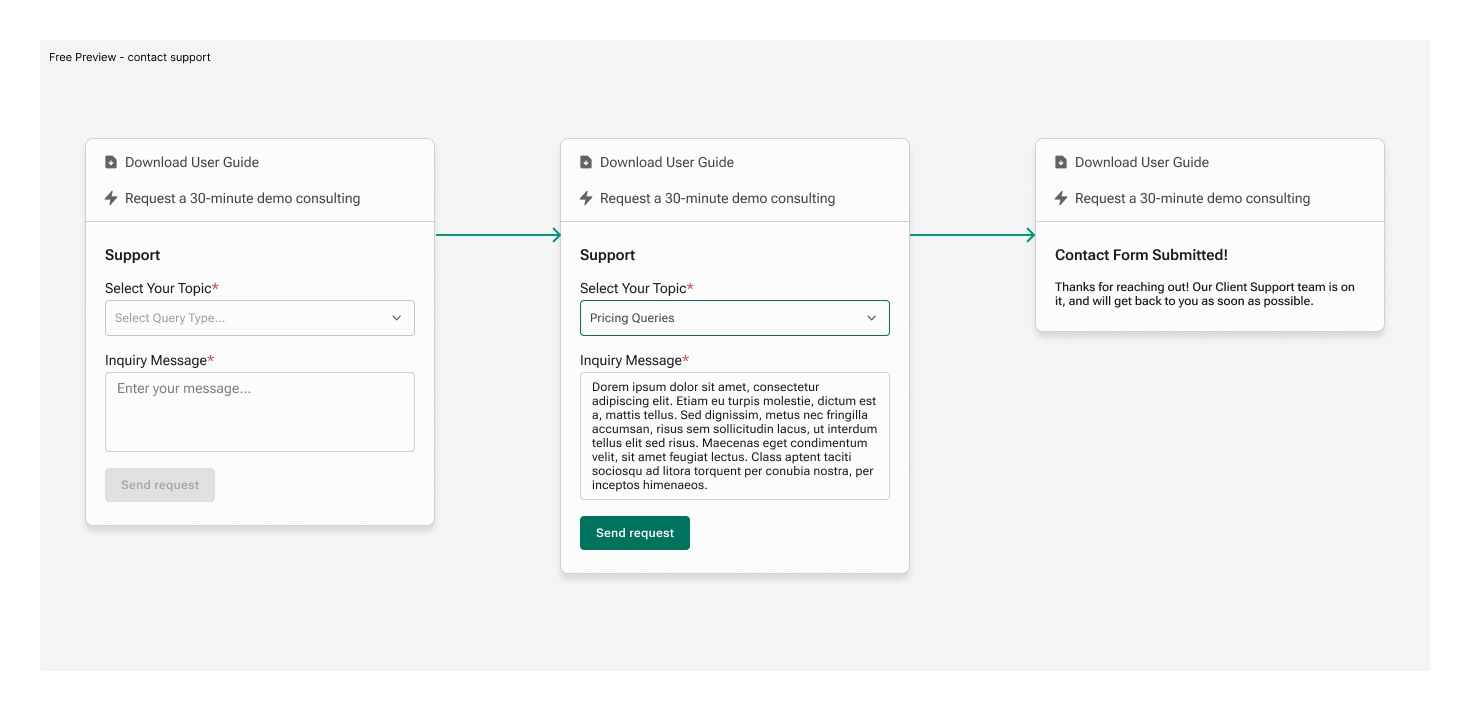 Free Preview - contact support
Download User Guide
Request a 30-minute demo consulting
Support
Select Your Topic*
Select Query Type...
Inquiry Message*
Enter your message...
Send request
Download User Guide
Request a 30-minute demo consulting
Support
Select Your Topic*
Pricing Queries
Inquiry Message*
Dorem ipsum dolor sit amet, consectetur
adipiscing elit. Etiam eu turpis molestie, dictum est
a, mattis tellus. Sed dignissim, metus nec fringilla
accumsan, risus sem sollicitudin lacus, ut interdum
tellus elit sed risus. Maecenas eget condimentum
velit, sit amet feugiat lectus. Class aptent taciti
sociosqu ad litora torquent per conubia nostra, per
inceptos himenaeos.
Send request
Download User Guide
Request a 30-minute demo consulting
Contact Form Submitted!
Thanks for reaching out! Our Client Support team is on
it, and will get back to you as soon as possible.